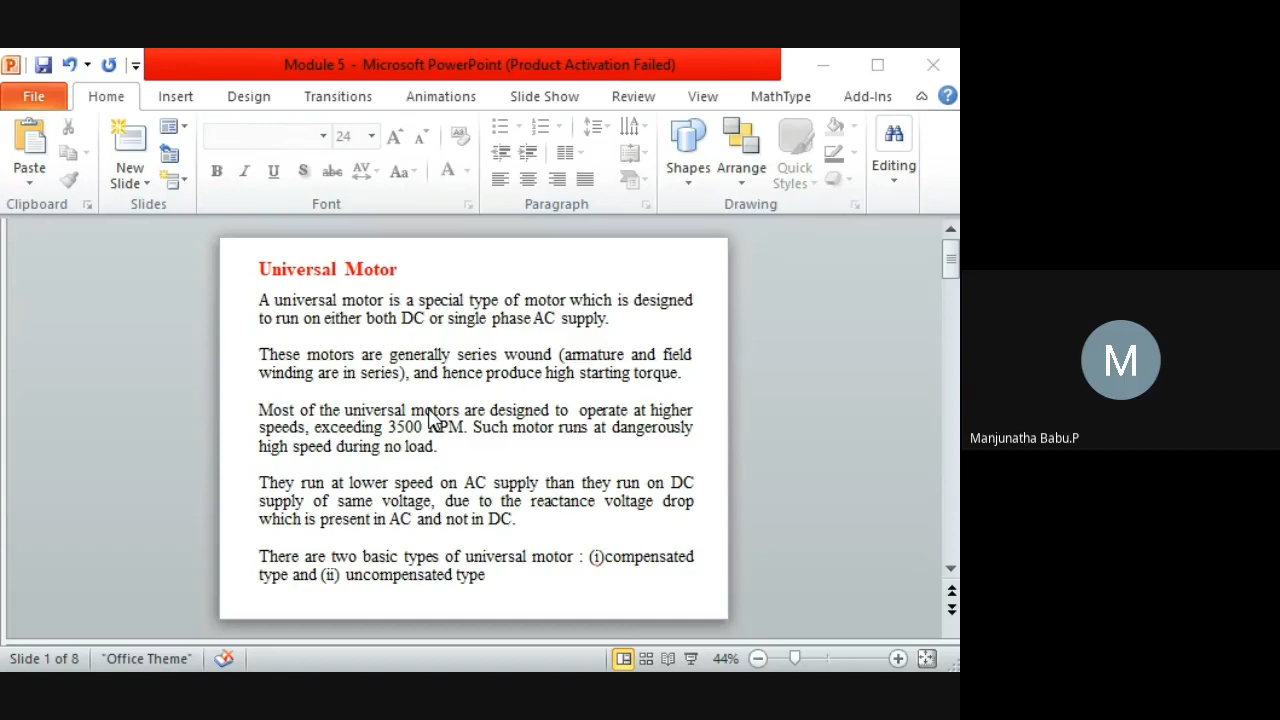 Module 5 - Microsoft PowerPoint (Product Activation Failed)
File Home Insert Design Transitions Animations Slide Show Review View MathType Add-Ins
24
Paste New Slide Shapes Arrange Quick Styles Editing
Clipboard Slides Font Paragraph Drawing
Universal Motor
A universal motor is a special type of motor which is designed
to run on either both DC or single phase AC supply.
These motors are generally series wound (armature and field
winding are in series), and hence produce high starting torque.
Most of the universal motors are designed to operate at higher
speeds, exceeding 3500 RPM. Such motor runs at dangerously
high speed during no load.
They run at lower speed on AC supply than they run on DC
supply of same voltage, due to the reactance voltage drop
which is present in AC and not in DC.
There are two basic types of universal motor : (i)compensated
type and (ii) uncompensated type
Slide 1 of 8 "Office Theme" 44%
M
Manjunatha Babu.P